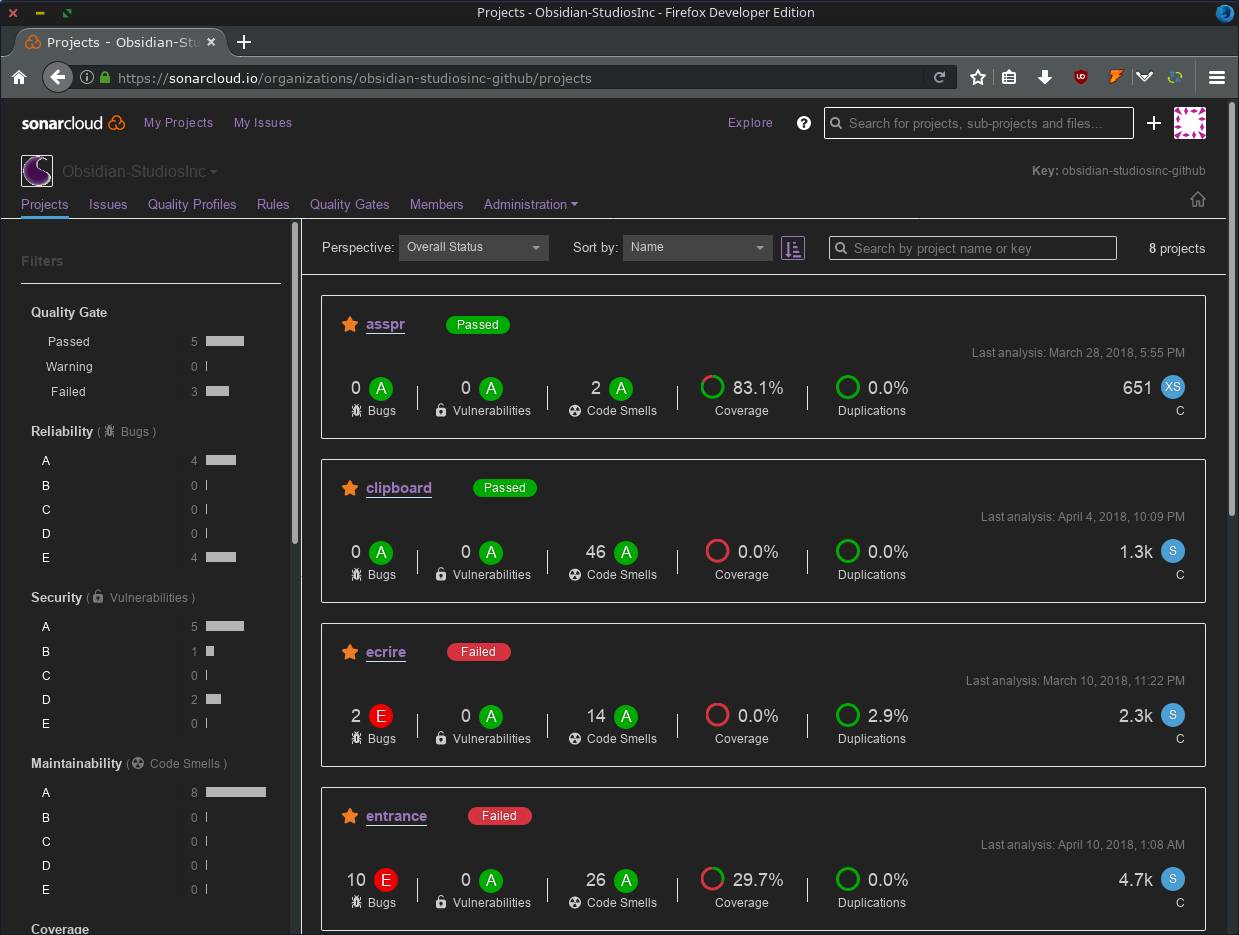 Projects - Obsidian-StudiosInc - Firefox Developer Edition
Projects - Obsidian-Stu
https://sonarcloud.io/organizations/obsidian-studiosinc-github/projects
sonarcloud My Projects My Issues Explore Search for projects, sub-projects and files...
Obsidian-StudiosInc Key: obsidian-studiosinc-github
Projects Issues Quality Profiles Rules Quality Gates Members Administration
Filters
Quality Gate
Passed 5
Warning 0
Failed 3
Reliability ( Bugs )
A 4
B 0
C 0
D 0
E 4
Security ( Vulnerabilities )
A 5
B 1
C 0
D 2
E 0
Maintainability ( Code Smells )
A 8
B 0
C 0
D 0
E 0
Coverage
Perspective: Overall Status Sort by: Name Search by project name or key 8 projects
asspr Passed
Last analysis: March 28, 2018, 5:55 PM
0 A 0 A 2 A 83.1% 0.0% 651 XS
Bugs Vulnerabilities Code Smells Coverage Duplications C
clipboard Passed
Last analysis: April 4, 2018, 10:09 PM
0 A 0 A 46 A 0.0% 0.0% 1.3k S
Bugs Vulnerabilities Code Smells Coverage Duplications C
ecrire Failed
Last analysis: March 10, 2018, 11:22 PM
2 E 0 A 14 A 0.0% 2.9% 2.3k S
Bugs Vulnerabilities Code Smells Coverage Duplications C
entrance Failed
Last analysis: April 10, 2018, 1:08 AM
10 E 0 A 26 A 29.7% 0.0% 4.7k S
Bugs Vulnerabilities Code Smells Coverage Duplications C